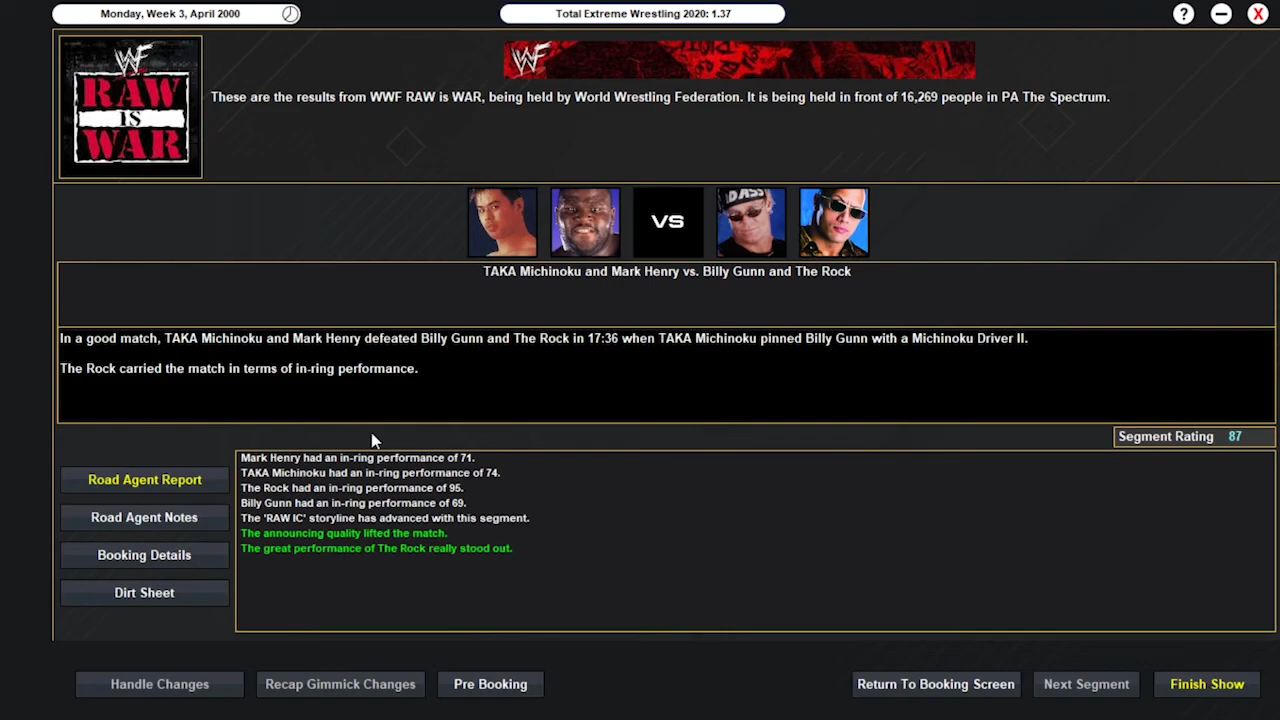 Monday, Week 3, April 2000
Total Extreme Wrestling 2020: 1.37
?
X
WF
RAW
IS
WAR
WF
These are the results from WWF RAW is WAR, being held by World Wrestling Federation. It is being held in front of 16,269 people in PA The Spectrum.
BADASS
VS
TAKA Michinoku and Mark Henry vs. Billy Gunn and The Rock
In a good match, TAKA Michinoku and Mark Henry defeated Billy Gunn and The Rock in 17:36 when TAKA Michinoku pinned Billy Gunn with a Michinoku Driver II.
The Rock carried the match in terms of in-ring performance.
Segment Rating 87
Road Agent Report
Road Agent Notes
Booking Details
Dirt Sheet
Mark Henry had an in-ring performance of 71.
TAKA Michinoku had an in-ring performance of 74.
The Rock had an in-ring performance of 95.
Billy Gunn had an in-ring performance of 69.
The 'RAW IC' storyline has advanced with this segment.
The announcing quality lifted the match.
The great performance of The Rock really stood out.
Handle Changes
Recap Gimmick Changes
Pre Booking
Return To Booking Screen
Next Segment
Finish Show